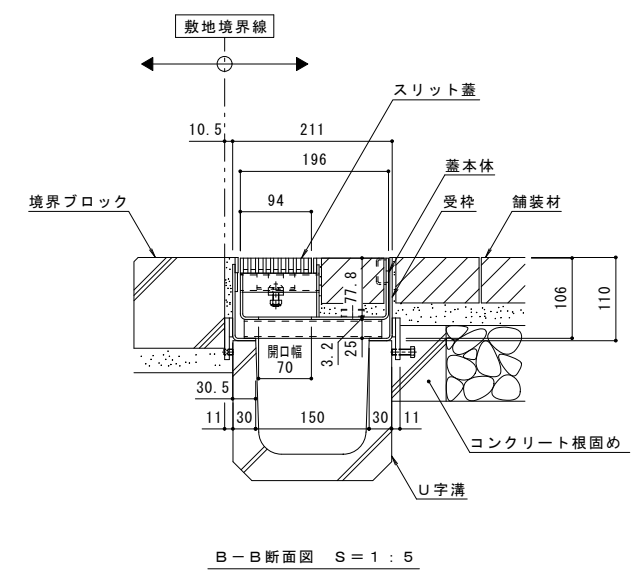 敷地境界線
スリット蓋
10.5
211
196
蓋本体
94
受枠
境界ブロック
舗装材
77.8
106
110
開口幅
70
3.2
25
30.5
11
30
150
30
11
コンクリート根固め
U字溝
B－B断面図 S＝1：5